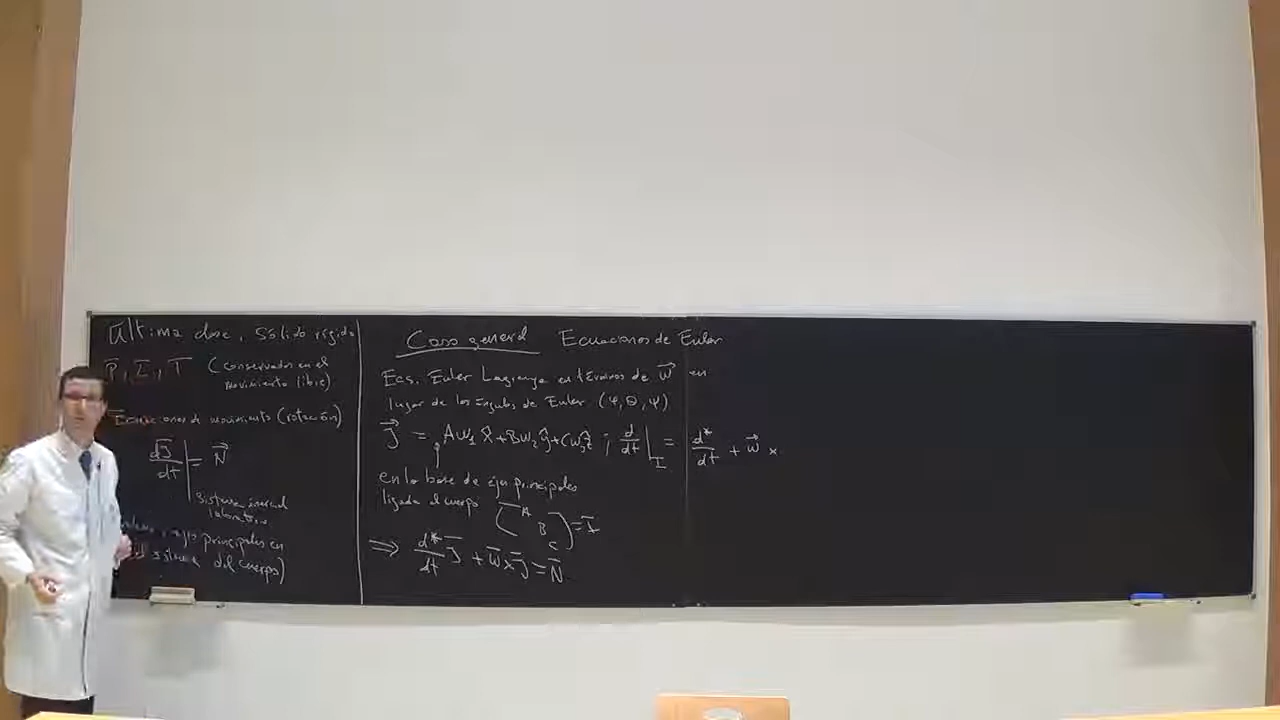 Última clase, Sólido rígido
P, L, T (conservados en el
movimiento libre)
Ecuaciones de movimiento (rotación)
dJ/dt | = N
Sistema inercial
laboratorio
ejes principales en
sistema del cuerpo)
Caso general Ecuaciones de Euler
Ecs. Euler Lagrange en términos de w⃗ en
lugar de los ángulos de Euler (φ, θ, ψ)
J⃗ = Aω₁ x̂ + Bω₂ ŷ + Cω₃ ẑ ; d/dt |_I = d*/dt + w⃗ ×
en la base de ejes principales
ligada al cuerpo (A B C) = I
⇒ d*/dt J + w × J = N